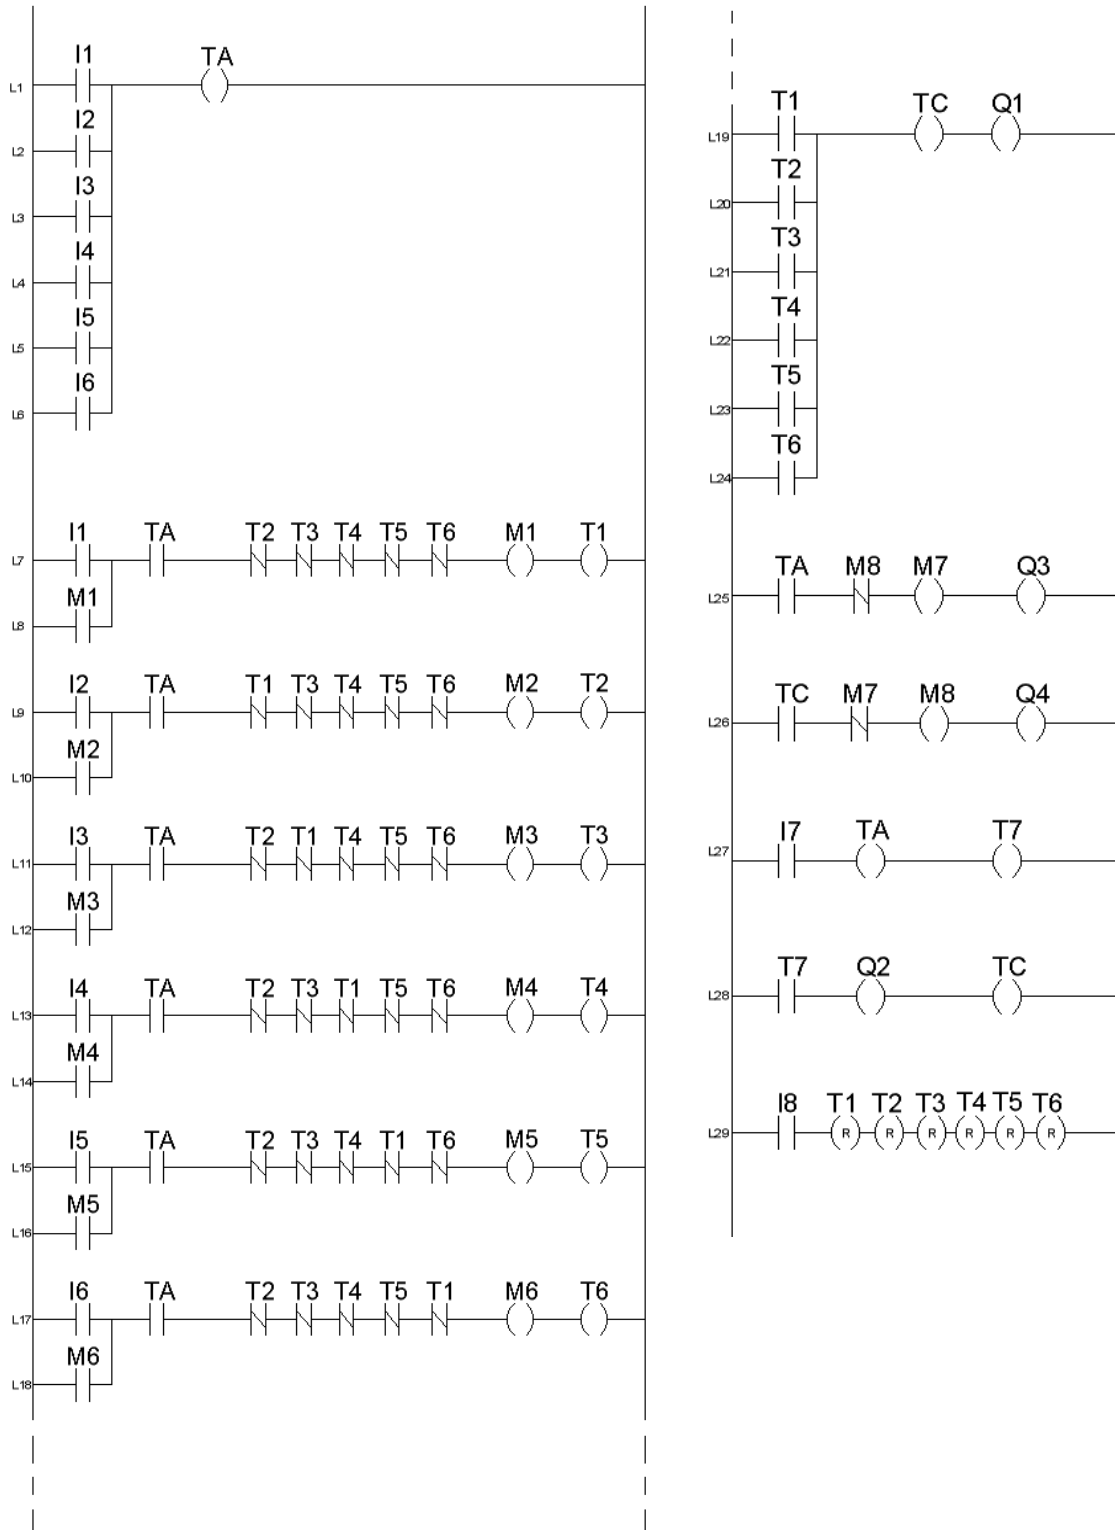 I1 TA
L1
I2
L2
I3
L3
I4
L4
I5
L5
I6
L6
I1 TA T2 T3 T4 T5 T6 M1 T1
L7
M1
L8
I2 TA T1 T3 T4 T5 T6 M2 T2
L9
M2
L10
I3 TA T2 T1 T4 T5 T6 M3 T3
L11
M3
L12
I4 TA T2 T3 T1 T5 T6 M4 T4
L13
M4
L14
I5 TA T2 T3 T4 T1 T6 M5 T5
L15
M5
L16
I6 TA T2 T3 T4 T5 T1 M6 T6
L17
M6
L18
T1 TC Q1
L19
T2
L20
T3
L21
T4
L22
T5
L23
T6
L24
TA M8 M7 Q3
L25
TC M7 M8 Q4
L26
I7 TA T7
L27
T7 Q2 TC
L28
I8 T1 T2 T3 T4 T5 T6
L29 R R R R R R